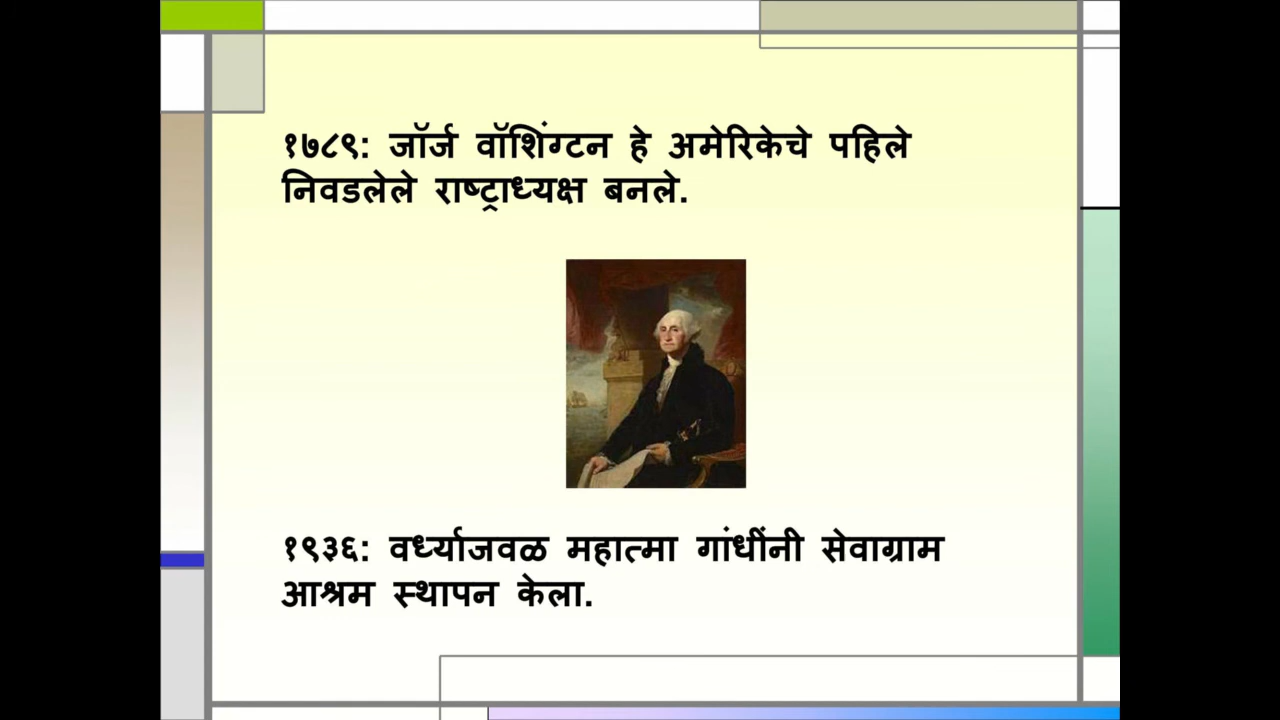 १७८९: जॉर्ज वॉशिंग्टन हे अमेरिकेचे पहिले
निवडलेले राष्ट्राध्यक्ष बनले.
१९३६: वर्ध्याजवळ महात्मा गांधींनी सेवाग्राम
आश्रम स्थापन केला.